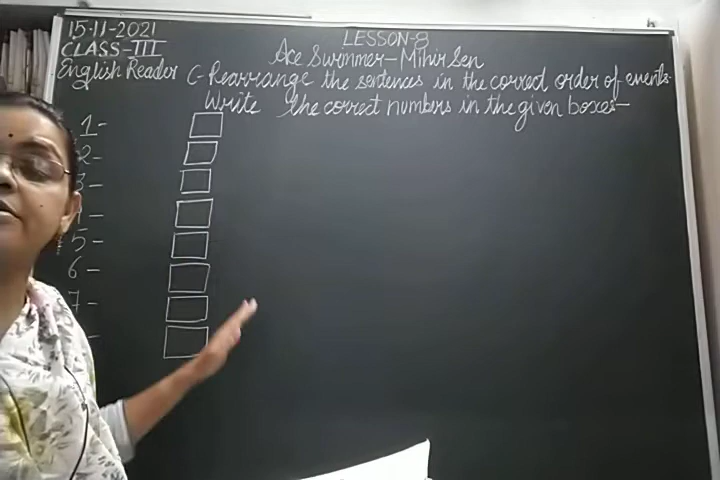 15-11-2021
LESSON-8
CLASS-III
Ace Swimmer-Mihir Sen
English Reader
C-Rearrange the sentences in the correct order of events.
Write the correct numbers in the given boxes-
1-
2-
3-
4-
5-
6-
7-